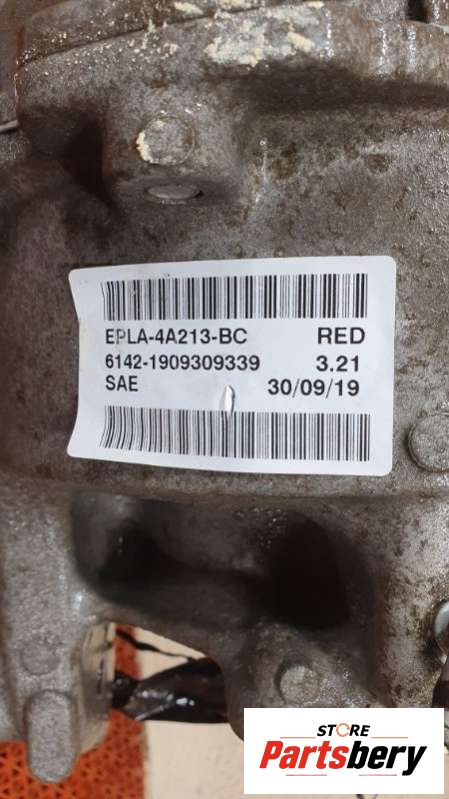 EPLA-4A213-BC RED
6142-1909309339 3.21
SAE 30/09/19
STORE
Partsbery